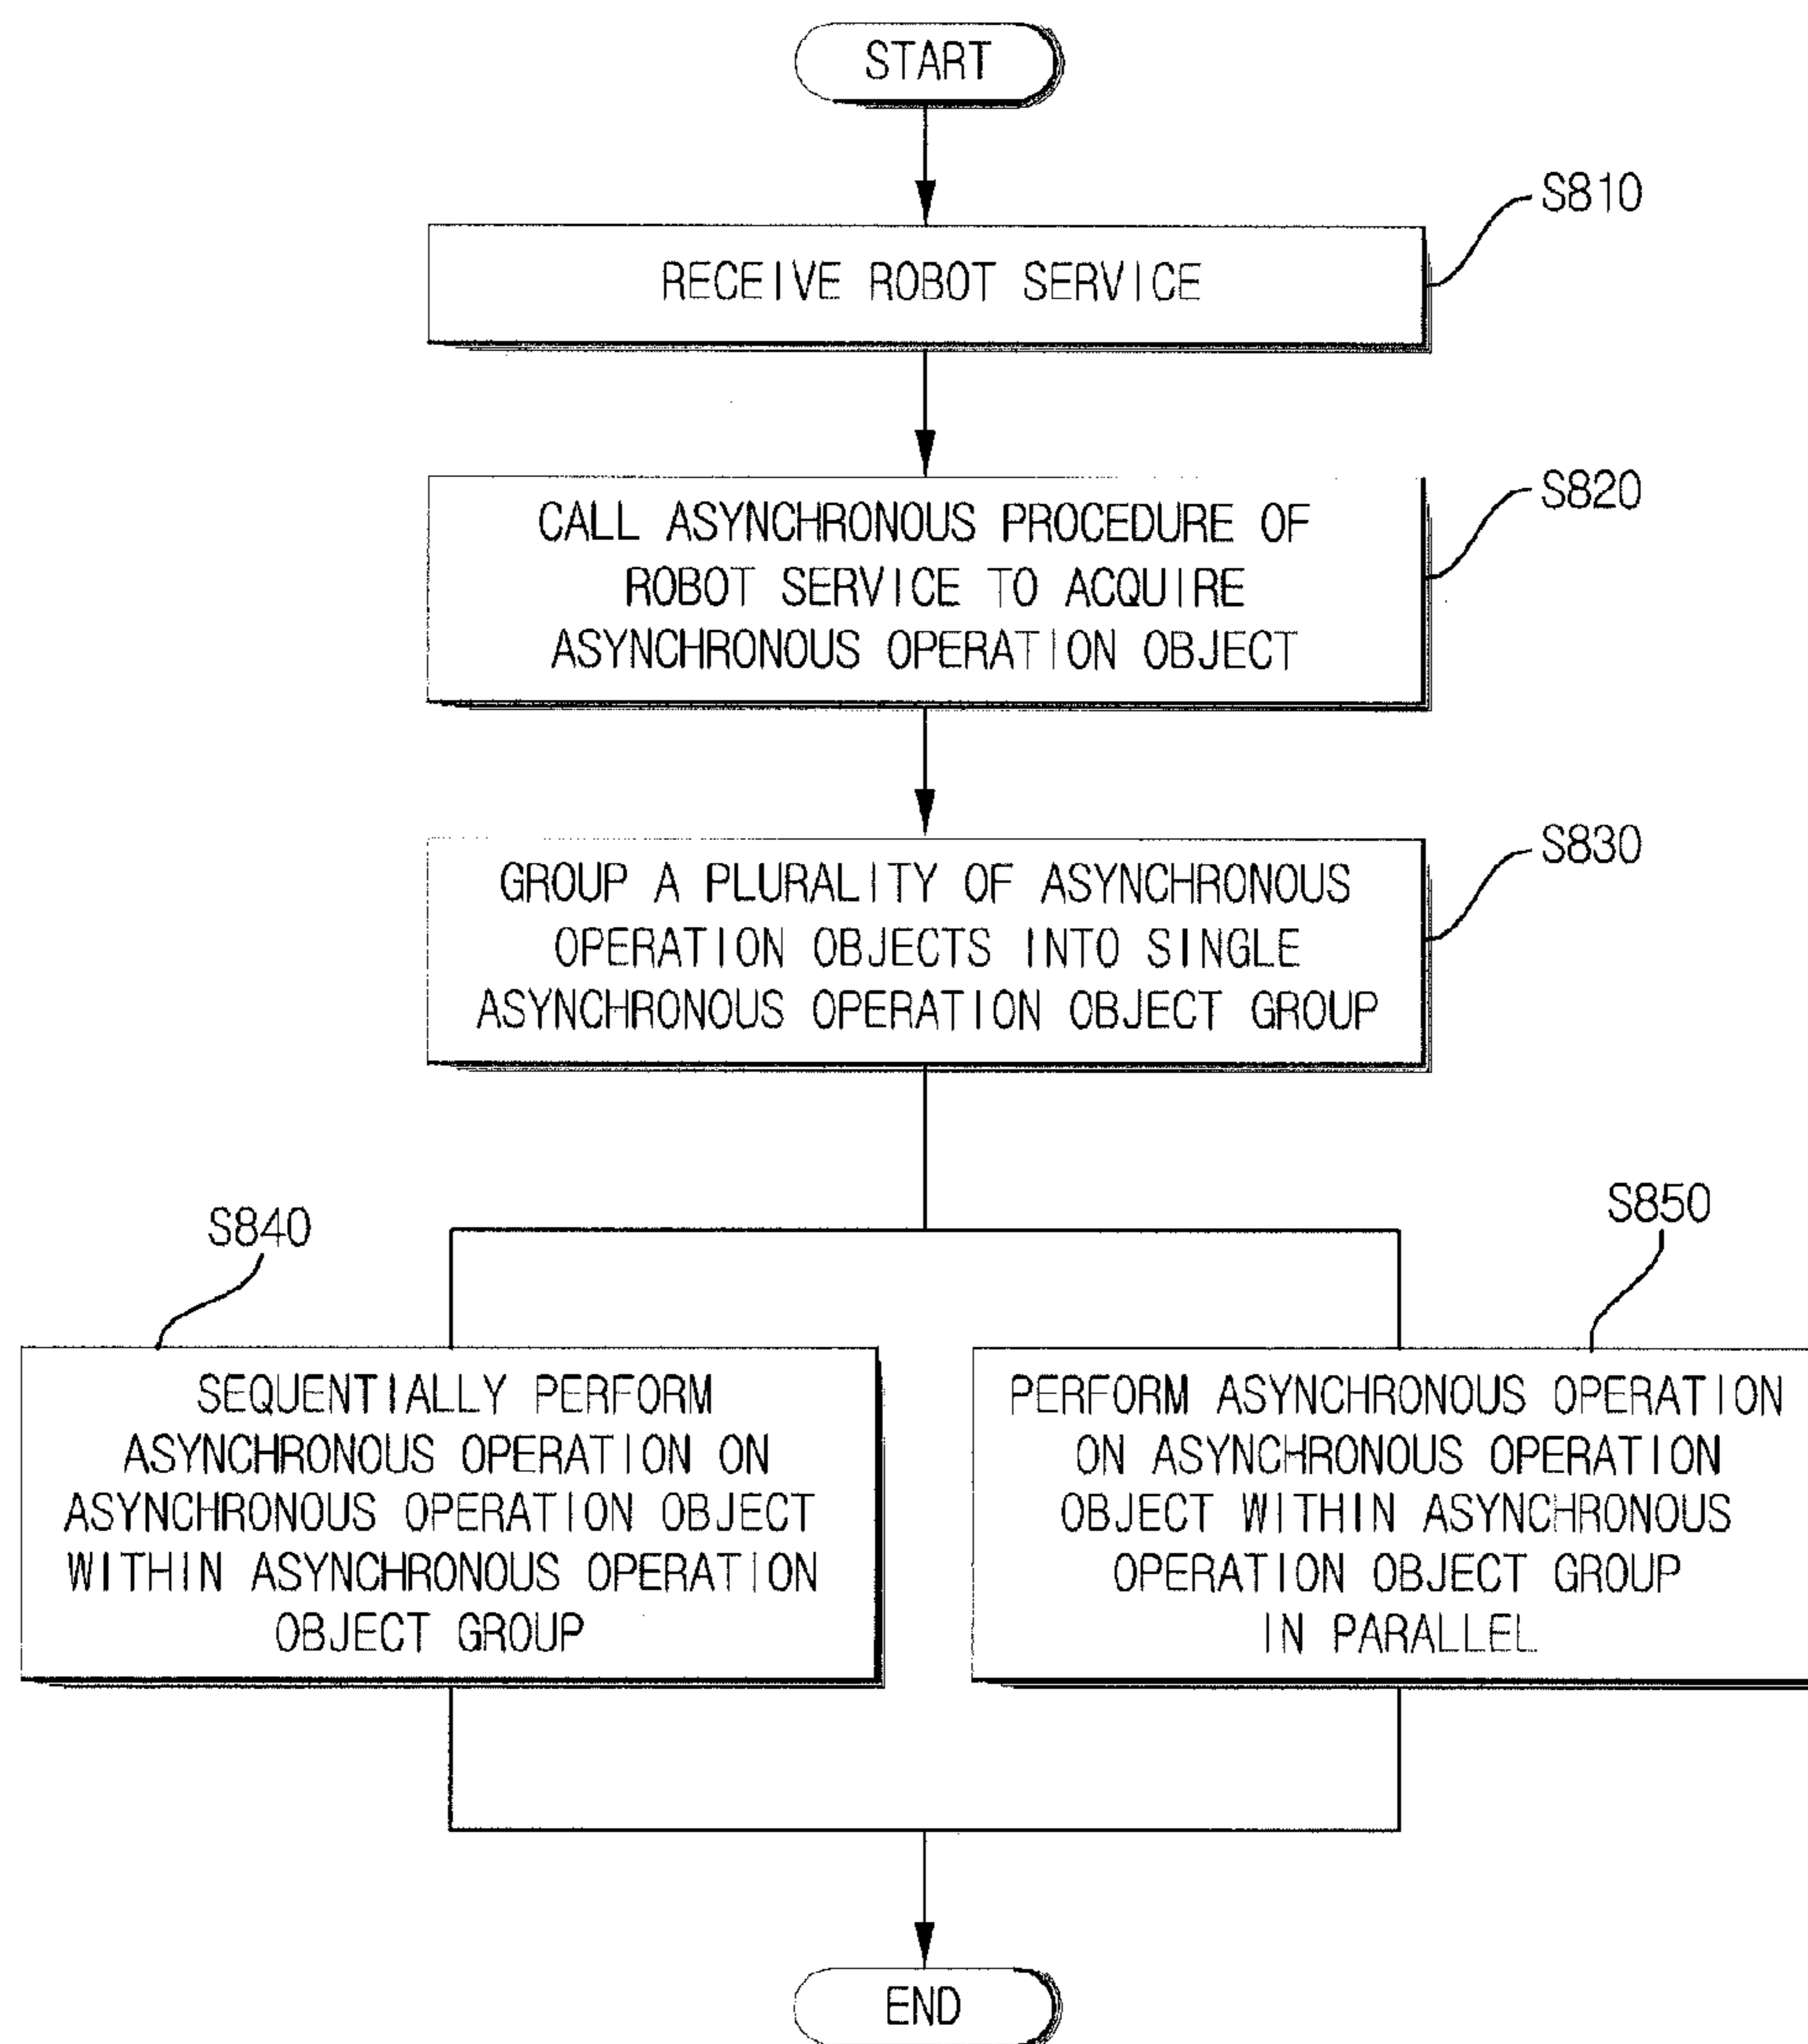 START
S810
RECEIVE ROBOT SERVICE
S820
CALL ASYNCHRONOUS PROCEDURE OF
ROBOT SERVICE TO ACQUIRE
ASYNCHRONOUS OPERATION OBJECT
S830
GROUP A PLURALITY OF ASYNCHRONOUS
OPERATION OBJECTS INTO SINGLE
ASYNCHRONOUS OPERATION OBJECT GROUP
S840
SEQUENTIALLY PERFORM
ASYNCHRONOUS OPERATION ON
ASYNCHRONOUS OPERATION OBJECT
WITHIN ASYNCHRONOUS OPERATION
OBJECT GROUP
S850
PERFORM ASYNCHRONOUS OPERATION
ON ASYNCHRONOUS OPERATION
OBJECT WITHIN ASYNCHRONOUS
OPERATION OBJECT GROUP
IN PARALLEL
END